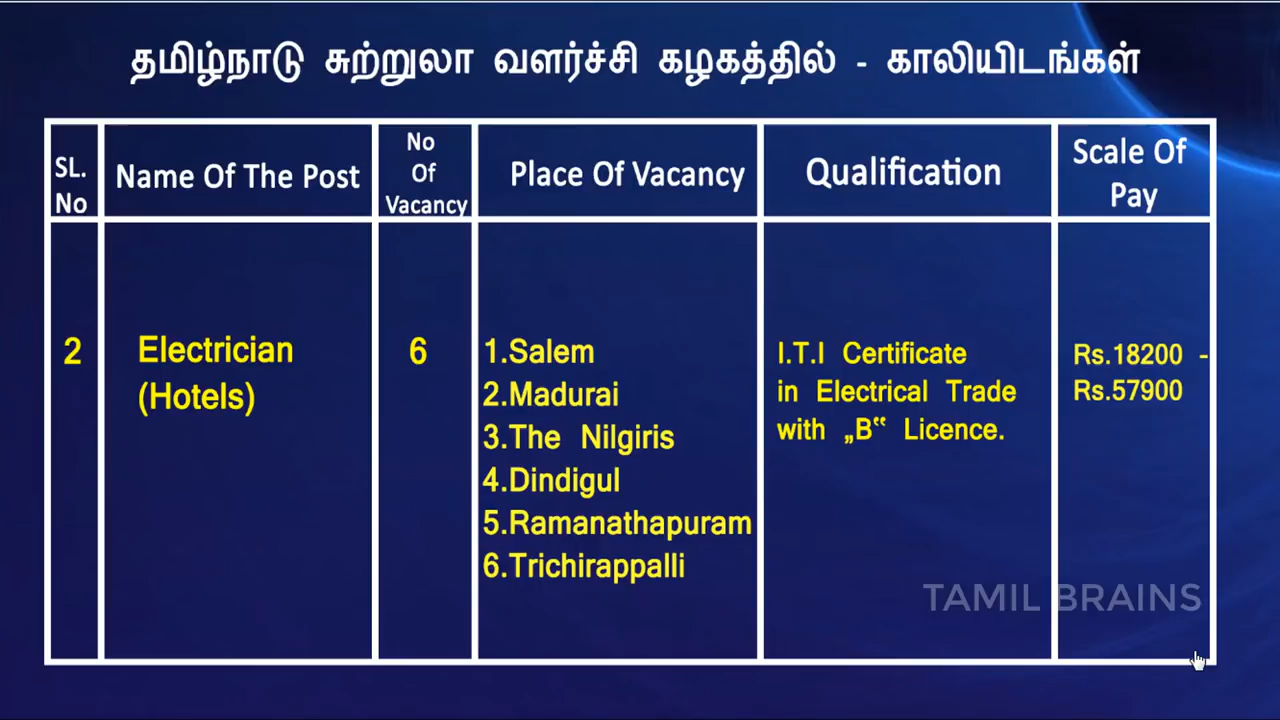 தமிழ்நாடு சுற்றுலா வளர்ச்சி கழகத்தில் - காலியிடங்கள்
SL. No
Name Of The Post
No Of Vacancy
Place Of Vacancy
Qualification
Scale Of Pay
2
Electrician
(Hotels)
6
1.Salem
2.Madurai
3.The Nilgiris
4.Dindigul
5.Ramanathapuram
6.Trichirappalli
I.T.I Certificate
in Electrical Trade
with „B‟ Licence.
Rs.18200 -
Rs.57900
TAMIL BRAINS